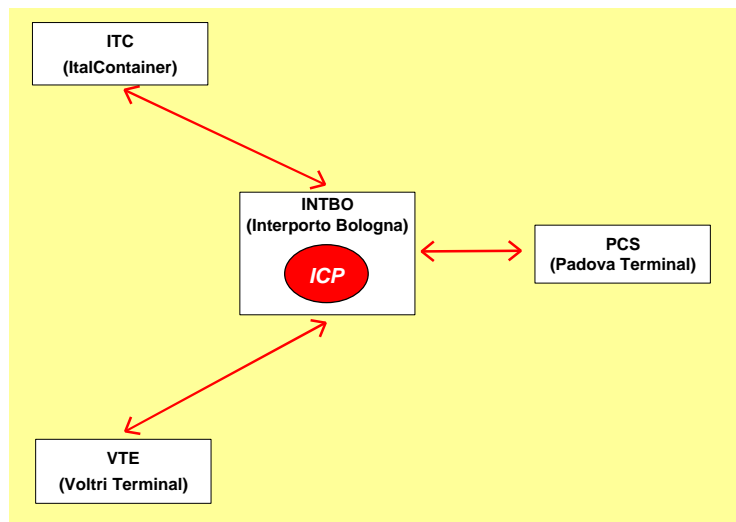 ITC
(ItalContainer)
INTBO
(Interporto Bologna)
ICP
PCS
(Padova Terminal)
VTE
(Voltri Terminal)